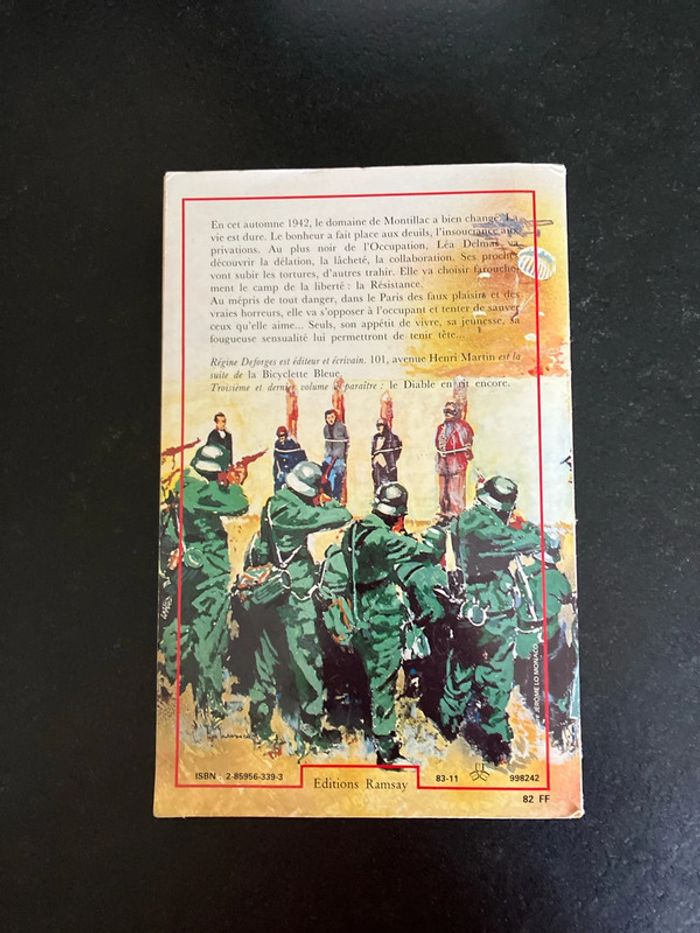 En cet automne 1942, le domaine de Montillac a bien changé. La
vie est dure. Le bonheur a fait place aux deuils, l'insouciance aux
privations. Au plus noir de l'Occupation, Léa Delmas va
découvrir la délation, la lâcheté, la collaboration. Ses proches
vont subir les tortures, d'autres trahir. Elle va choisir farouche-
ment le camp de la liberté : la Résistance.
Au mépris de tout danger, dans le Paris des faux plaisirs et des
vraies horreurs, elle va s'opposer à l'occupant et tenter de sauver
ceux qu'elle aime... Seuls, son appétit de vivre, sa jeunesse, sa
fougueuse sensualité lui permettront de tenir tête...
Régine Deforges est éditeur et écrivain. 101, avenue Henri Martin est la
suite de la Bicyclette Bleue.
Troisième et dernier volume à paraître : le Diable en rit encore.
JÉROME LO MONACO
ISBN : 2-85956-339-3
Editions Ramsay
83-11
998242
82 FF